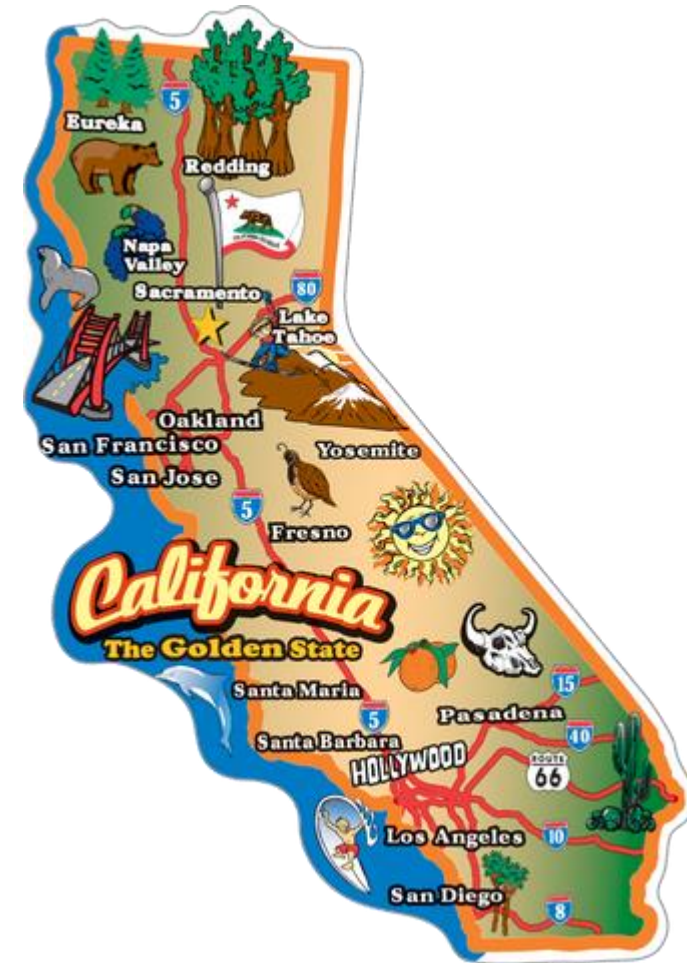 5
Eureka
Redding
Napa
Valley
Sacramento
80
Lake
Tahoe
Oakland
San Francisco
Yosemite
San Jose
5
Fresno
California
The Golden State
Santa Maria
15
5
Pasadena
40
Santa Barbara
HOLLYWOOD
ROUTE
66
Los Angeles
10
San Diego
8